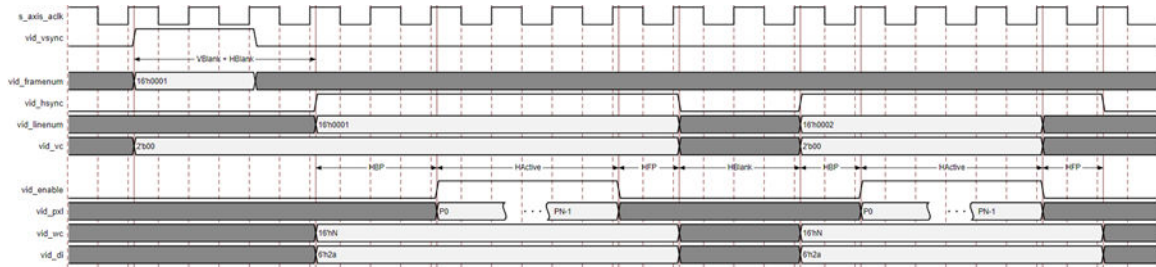 s_axis_aclk
vid_vsync
VBlank + HBlank
vid_framenum 16'h0001
vid_hsync
vid_linenum 16'h0001 16'h0002
vid_vc 2'b00 2'b00
HBP HActive HFP HBlank HBP HActive HFP
vid_enable
vid_pxl P0 ··· PN-1 P0 ··· PN-1
vid_wc 16'hN 16'hN
vid_di 6'h2a 6'h2a